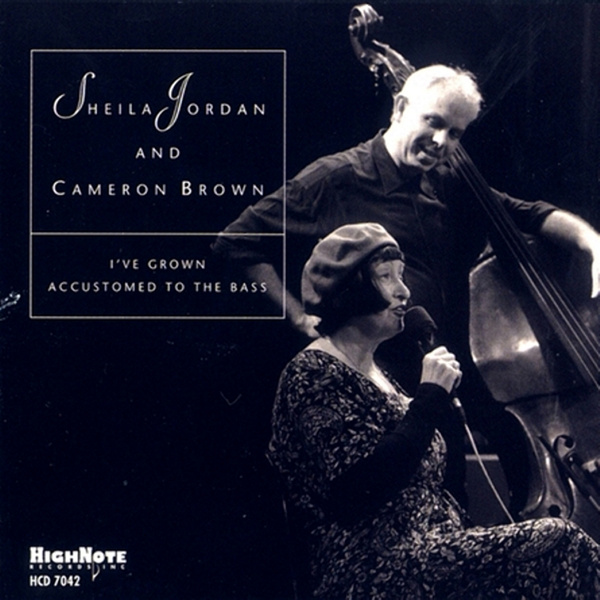 Sheila Jordan
and
Cameron Brown
I've Grown
Accustomed to the Bass
HighNote
Records, Inc
HCD 7042